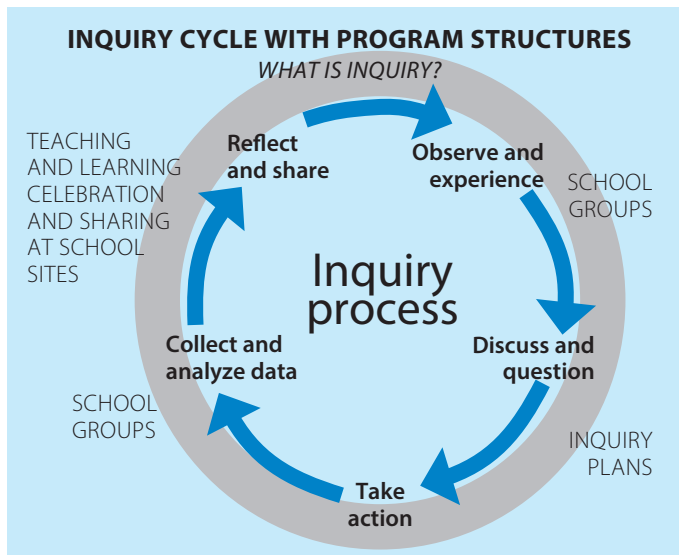 INQUIRY CYCLE WITH PROGRAM STRUCTURES
WHAT IS INQUIRY?
Reflect
and share
Observe and
experience
TEACHING
AND LEARNING
CELEBRATION
AND SHARING
AT SCHOOL
SITES
SCHOOL
GROUPS
Inquiry
process
Collect and
analyze data
Discuss and
question
SCHOOL
GROUPS
INQUIRY
PLANS
Take
action